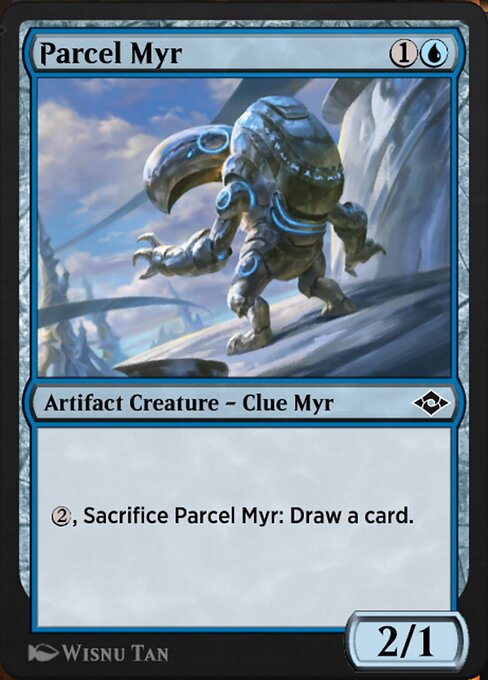 Parcel Myr 1
Artifact Creature – Clue Myr
2, Sacrifice Parcel Myr: Draw a card.
2/1
Wisnu Tan